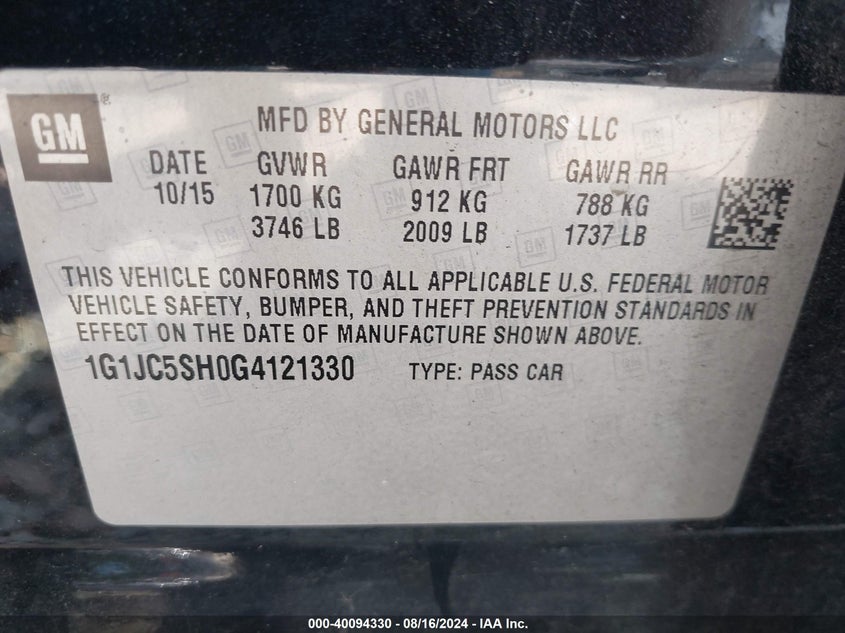 GM ®
MFD BY GENERAL MOTORS LLC
DATE GVWR GAWR FRT GAWR RR
10/15 1700 KG 912 KG 788 KG
3746 LB 2009 LB 1737 LB
THIS VEHICLE CONFORMS TO ALL APPLICABLE U.S. FEDERAL MOTOR
VEHICLE SAFETY, BUMPER, AND THEFT PREVENTION STANDARDS IN
EFFECT ON THE DATE OF MANUFACTURE SHOWN ABOVE.
1G1JC5SH0G4121330 TYPE: PASS CAR
000-40094330 - 08/16/2024 - IAA Inc.